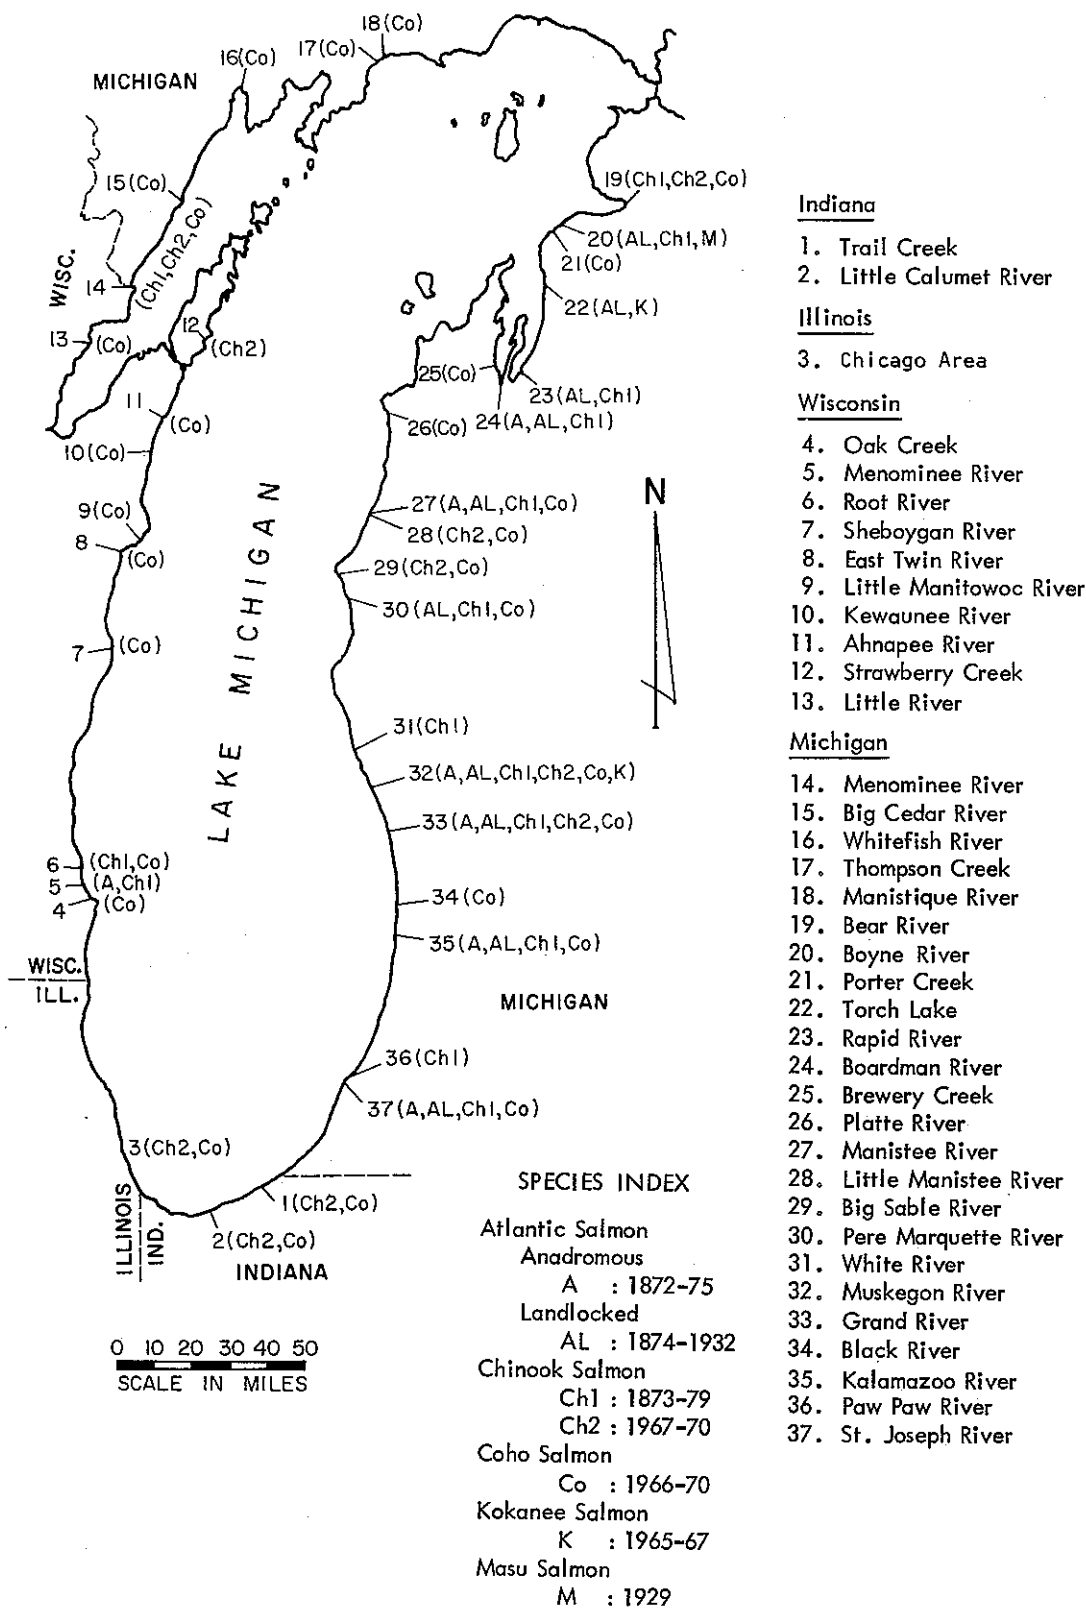 18(Co)
17(Co)
16(Co)
MICHIGAN
15(Co)
(Ch1,Ch2,Co)
WISC.
14
13
(Co)
12
(Ch2)
11
(Co)
10(Co)
9(Co)
8
(Co)
7
(Co)
6
(Ch1,Co)
5
(A,Ch1)
4
(Co)
WISC.
ILL.
3(Ch2,Co)
ILLINOIS
IND.
2(Ch2,Co)
1(Ch2,Co)
INDIANA
LAKE MICHIGAN
19(Ch1,Ch2,Co)
20(AL,Ch1,M)
21(Co)
22(AL,K)
23(AL,Ch1)
24(A,AL,Ch1)
25(Co)
26(Co)
27(A,AL,Ch1,Co)
28(Ch2,Co)
29(Ch2,Co)
30(AL,Ch1,Co)
31(Ch1)
32(A,AL,Ch1,Ch2,Co,K)
33(A,AL,Ch1,Ch2,Co)
34(Co)
35(A,AL,Ch1,Co)
MICHIGAN
36(Ch1)
37(A,AL,Ch1,Co)
N
0 10 20 30 40 50
SCALE IN MILES
SPECIES INDEX
Atlantic Salmon
Anadromous
A : 1872-75
Landlocked
AL : 1874-1932
Chinook Salmon
Ch1 : 1873-79
Ch2 : 1967-70
Coho Salmon
Co : 1966-70
Kokanee Salmon
K : 1965-67
Masu Salmon
M : 1929
Indiana
1. Trail Creek
2. Little Calumet River
Illinois
3. Chicago Area
Wisconsin
4. Oak Creek
5. Menominee River
6. Root River
7. Sheboygan River
8. East Twin River
9. Little Manitowoc River
10. Kewaunee River
11. Ahnapee River
12. Strawberry Creek
13. Little River
Michigan
14. Menominee River
15. Big Cedar River
16. Whitefish River
17. Thompson Creek
18. Manistique River
19. Bear River
20. Boyne River
21. Porter Creek
22. Torch Lake
23. Rapid River
24. Boardman River
25. Brewery Creek
26. Platte River
27. Manistee River
28. Little Manistee River
29. Big Sable River
30. Pere Marquette River
31. White River
32. Muskegon River
33. Grand River
34. Black River
35. Kalamazoo River
36. Paw Paw River
37. St. Joseph River